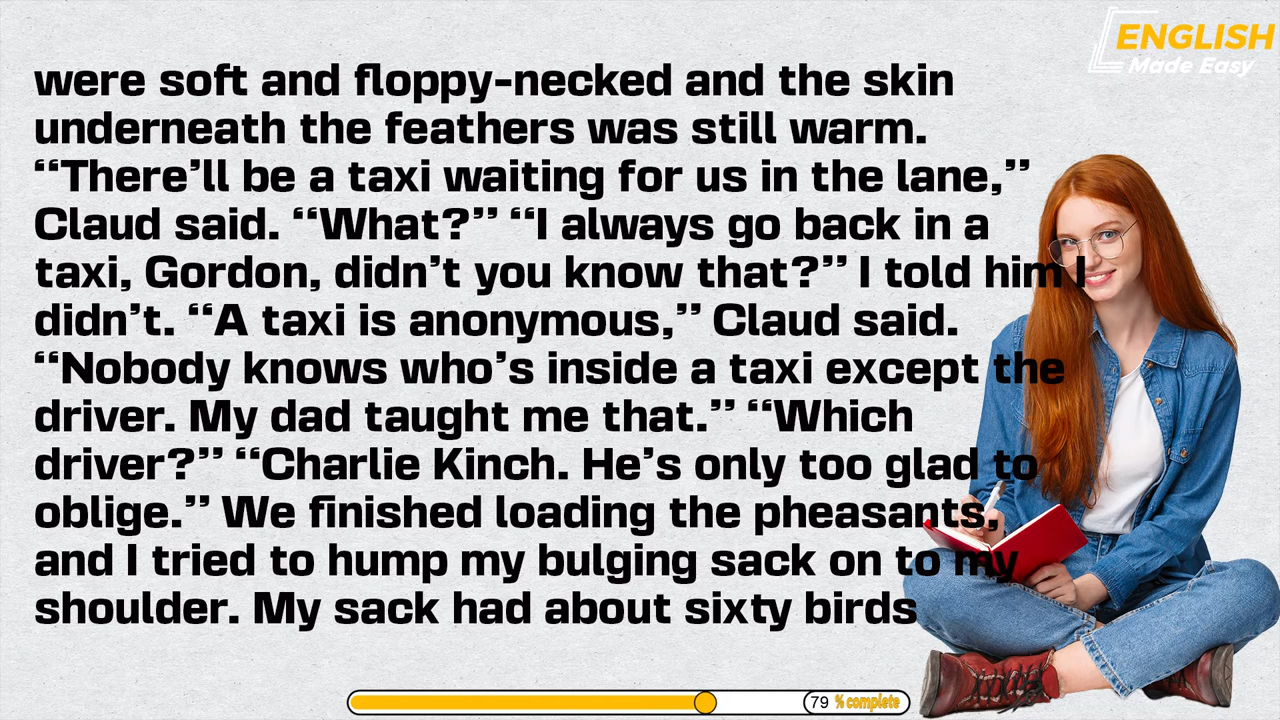 ENGLISH
Made Easy
were soft and floppy-necked and the skin
underneath the feathers was still warm.
“There’ll be a taxi waiting for us in the lane,”
Claud said. “What?” “I always go back in a
taxi, Gordon, didn’t you know that?” I told him I
didn’t. “A taxi is anonymous,” Claud said.
“Nobody knows who’s inside a taxi except the
driver. My dad taught me that.” “Which
driver?” “Charlie Kinch. He’s only too glad to
oblige.” We finished loading the pheasants,
and I tried to hump my bulging sack on to my
shoulder. My sack had about sixty birds
79 % complete